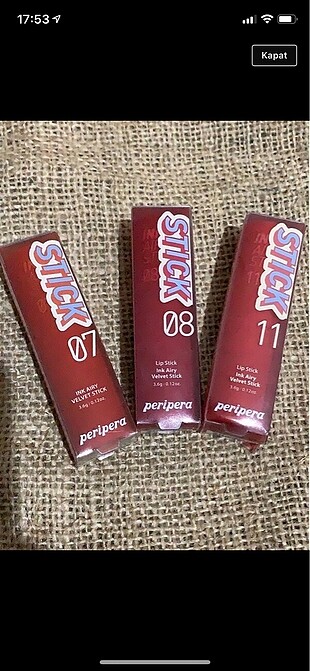 17:53
Kapat
STICK
07
INK AIRY
VELVET STICK
3.6g · 0.12oz.
peripera
STICK
08
Lip Stick
Ink Airy
Velvet Stick
3.6g · 0.12oz.
peripera
STICK
11
Lip Stick
Ink Airy
Velvet Stick
3.6g · 0.12oz.
peripera